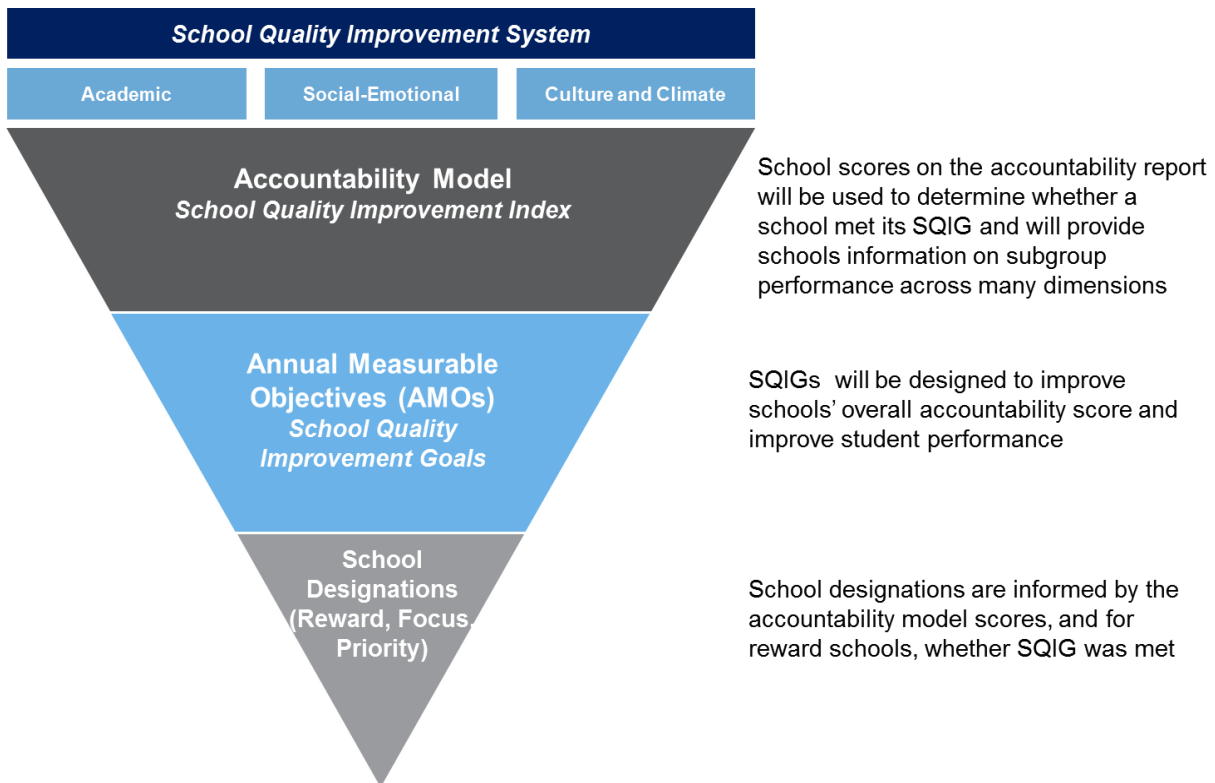 School Quality Improvement System
Academic
Social-Emotional
Culture and Climate
Accountability Model
School Quality Improvement Index
School scores on the accountability report
will be used to determine whether a
school met its SQIG and will provide
schools information on subgroup
performance across many dimensions
Annual Measurable
Objectives (AMOs)
School Quality
Improvement Goals
SQIGs will be designed to improve
schools’ overall accountability score and
improve student performance
School
Designations
(Reward, Focus,
Priority)
School designations are informed by the
accountability model scores, and for
reward schools, whether SQIG was met